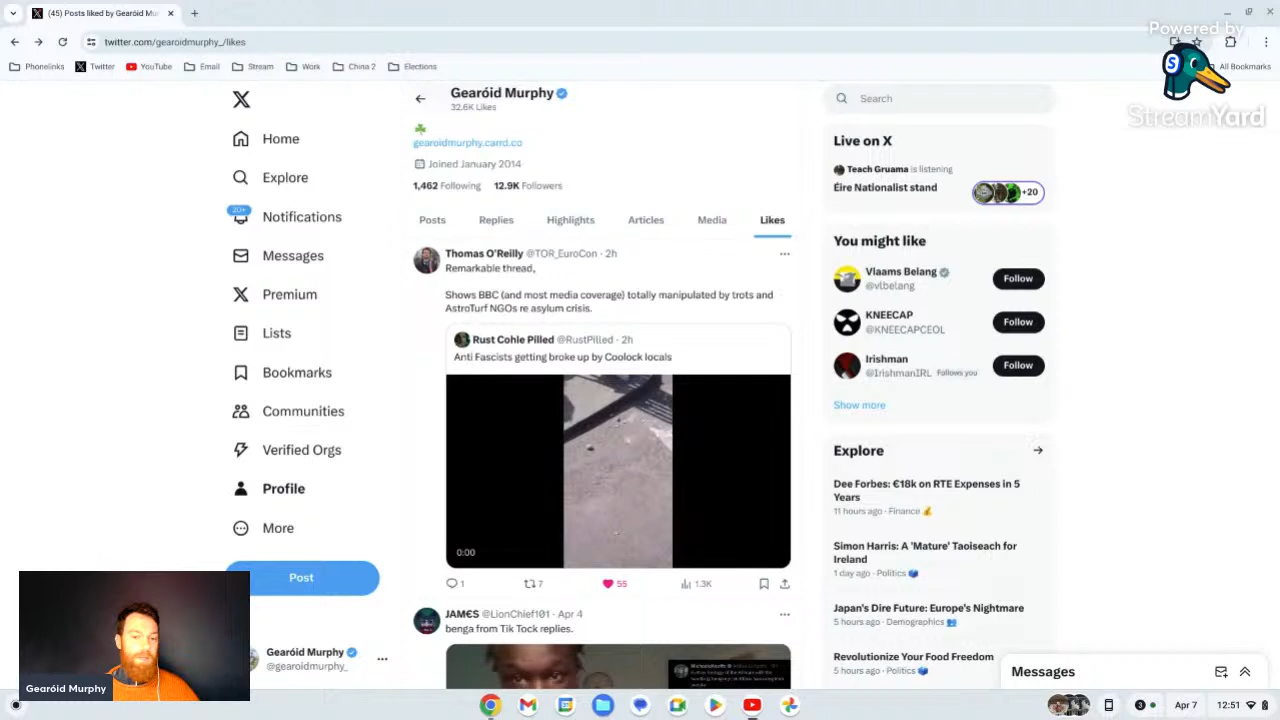 (45) Posts liked by Gearóid Mur
Powered by
StreamYard
twitter.com/gearoidmurphy_/likes
Phonelinks
Twitter
YouTube
Email
Stream
Work
China 2
Elections
All Bookmarks
Home
Explore
20+
Notifications
Messages
Premium
Lists
Bookmarks
Communities
Verified Orgs
Profile
More
Post
Gearóid Murphy
@gearoidmurphy_
Murphy
Gearóid Murphy
32.6K Likes
gearoidmurphy.carrd.co
Joined January 2014
1,462 Following 12.9K Followers
Posts
Replies
Highlights
Articles
Media
Likes
Thomas O'Reilly @TOR_EuroCon · 2h
Remarkable thread,
Shows BBC (and most media coverage) totally manipulated by trots and
AstroTurf NGOs re asylum crisis.
Rust Cohle Pilled @RustPilled · 2h
Anti Fascists getting broke up by Coolock locals
0:00
1
7
55
1.3K
JAM€S @LionChief101 · Apr 4
benga from Tik Tock replies.
Search
Live on X
Teach Gruama is listening
Éire Nationalist stand
+20
You might like
Vlaams Belang
@vlbelang
Follow
KNEECAP
@KNEECAPCEOL
Follow
Irishman
@IrishmanIRL Follows you
Follow
Show more
Explore
Dee Forbes: €18k on RTE Expenses in 5
Years
11 hours ago · Finance
Simon Harris: A 'Mature' Taoiseach for
Ireland
1 day ago · Politics
Japan's Dire Future: Europe's Nightmare
5 hours ago · Demographics
Revolutionize Your Food Freedom
5 hours ago · Politics
Messages
3
Apr 7
12:51